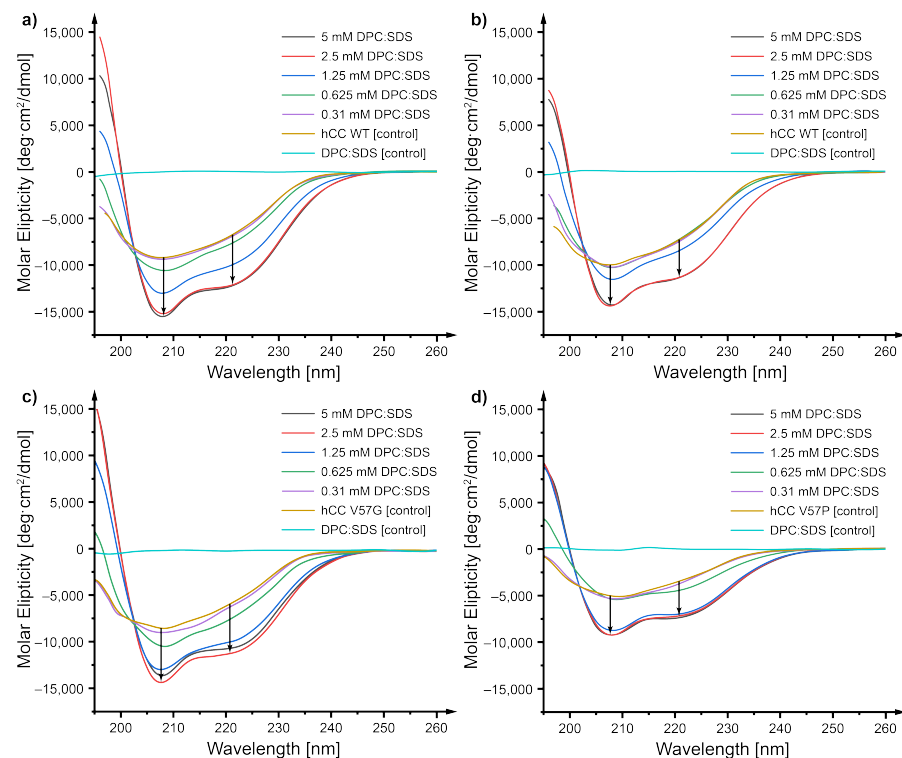 a)
15,000
10,000
5,000
0
−5,000
−10,000
−15,000
Molar Elipticity [deg·cm²/dmol]
200 210 220 230 240 250 260
Wavelength [nm]
5 mM DPC:SDS
2.5 mM DPC:SDS
1.25 mM DPC:SDS
0.625 mM DPC:SDS
0.31 mM DPC:SDS
hCC WT [control]
DPC:SDS [control]
b)
15,000
10,000
5,000
0
−5,000
−10,000
−15,000
Molar Elipticity [deg·cm²/dmol]
200 210 220 230 240 250 260
Wavelength [nm]
5 mM DPC:SDS
2.5 mM DPC:SDS
1.25 mM DPC:SDS
0.625 mM DPC:SDS
0.31 mM DPC:SDS
hCC WT [control]
DPC:SDS [control]
c)
15,000
10,000
5,000
0
−5,000
−10,000
−15,000
Molar Elipticity [deg·cm²/dmol]
200 210 220 230 240 250 260
Wavelength [nm]
5 mM DPC:SDS
2.5 mM DPC:SDS
1.25 mM DPC:SDS
0.625 mM DPC:SDS
0.31 mM DPC:SDS
hCC V57G [control]
DPC:SDS [control]
d)
15,000
10,000
5,000
0
−5,000
−10,000
−15,000
Molar Elipticity [deg·cm²/dmol]
200 210 220 230 240 250 260
Wavelength [nm]
5 mM DPC:SDS
2.5 mM DPC:SDS
1.25 mM DPC:SDS
0.625 mM DPC:SDS
0.31 mM DPC:SDS
hCC V57P [control]
DPC:SDS [control]